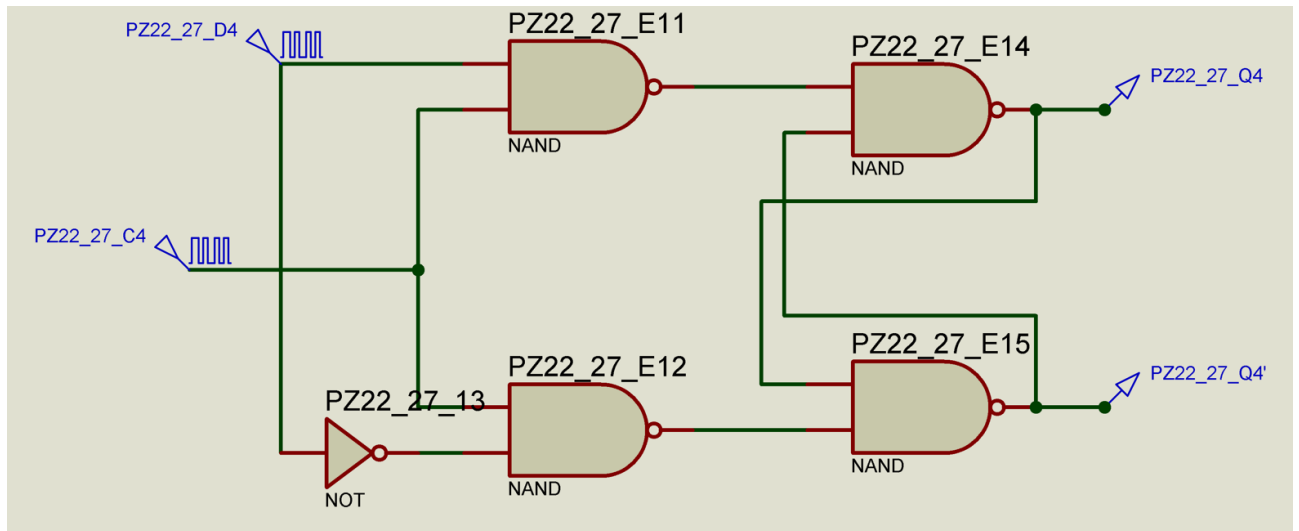 PZ22_27_D4
PZ22_27_E11
NAND
PZ22_27_E14
NAND
PZ22_27_Q4
PZ22_27_C4
PZ22_27_13
NOT
PZ22_27_E12
NAND
PZ22_27_E15
NAND
PZ22_27_Q4'